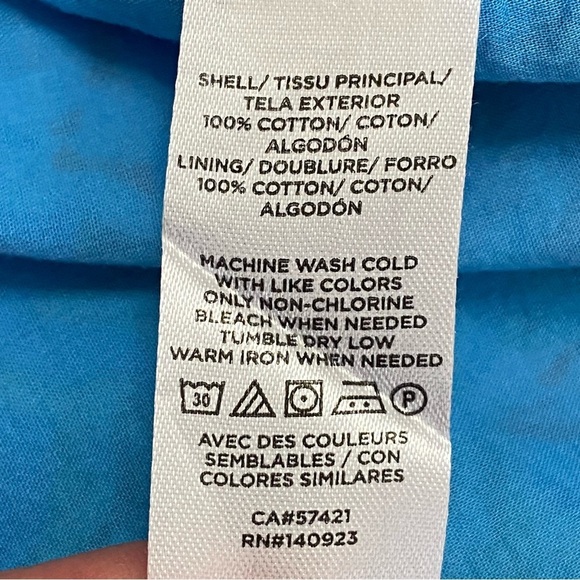 SHELL/ TISSU PRINCIPAL/
TELA EXTERIOR
100% COTTON/ COTON/
ALGODÓN
LINING/ DOUBLURE/ FORRO
100% COTTON/ COTON/
ALGODÓN
MACHINE WASH COLD
WITH LIKE COLORS
ONLY NON-CHLORINE
BLEACH WHEN NEEDED
TUMBLE DRY LOW
WARM IRON WHEN NEEDED
30 P
AVEC DES COULEURS
SEMBLABLES / CON
COLORES SIMILARES
CA#57421
RN#140923